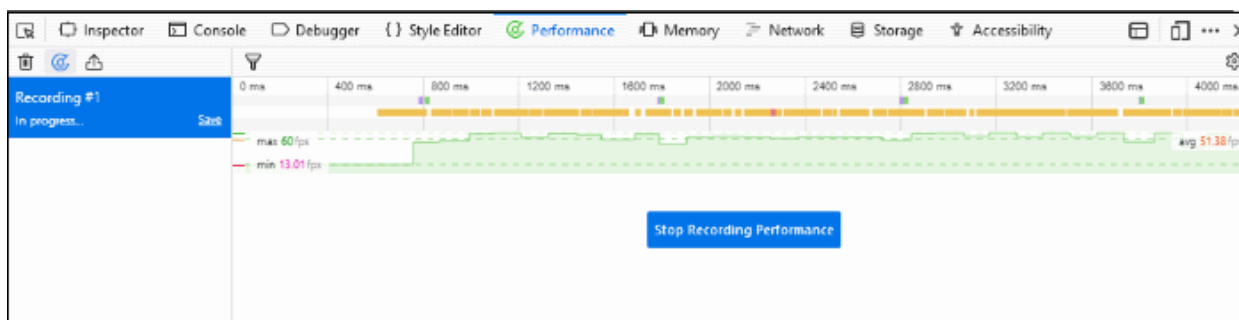 Inspector Console Debugger { } Style Editor Performance Memory Network Storage Accessibility
Recording #1
In progress... Save
0 ms 400 ms 800 ms 1200 ms 1600 ms 2000 ms 2400 ms 2800 ms 3200 ms 3600 ms 4000 ms
max 60 fps
avg 51.38 fps
min 13.01 fps
Stop Recording Performance